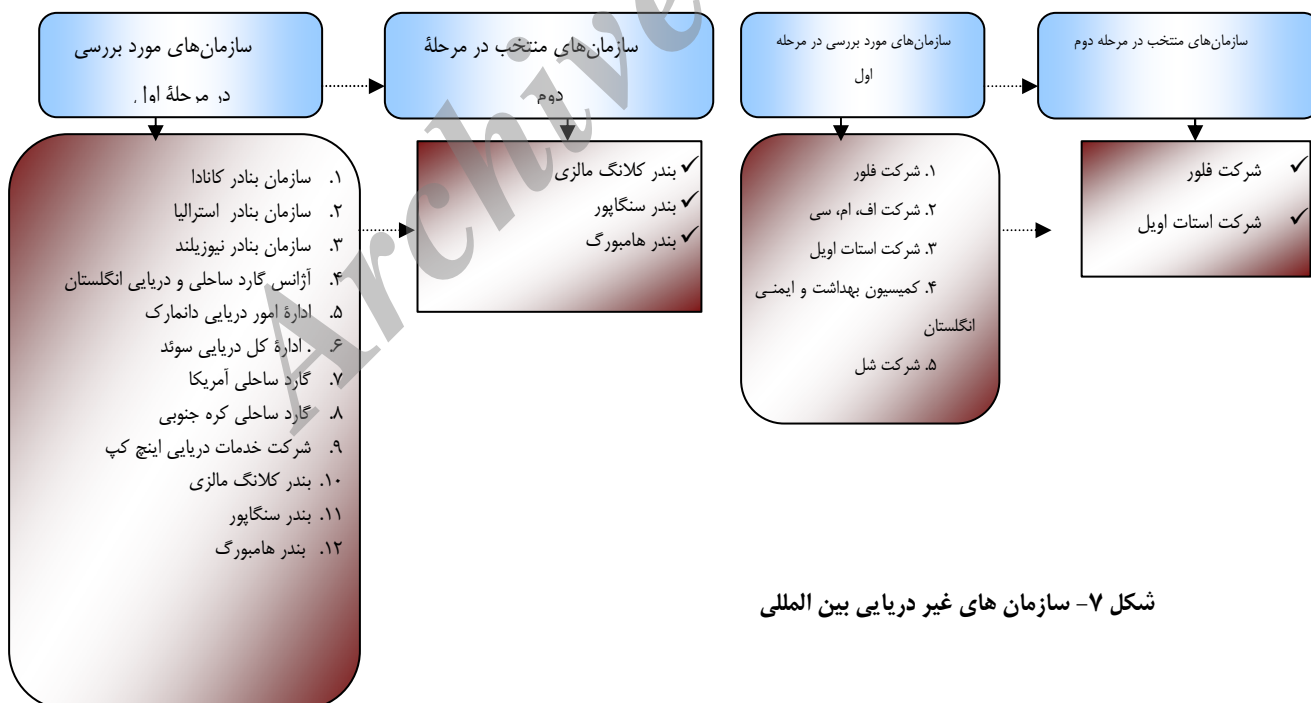 سازمان‌های مورد بررسی
در مرحلهٔ اول
سازمان‌های منتخب در مرحلهٔ
دوم
۱. سازمان بنادر کانادا
۲. سازمان بنادر استرالیا
۳. سازمان بنادر نیوزیلند
۴. آژانس گارد ساحلی و دریایی انگلستان
۵. ادارهٔ امور دریایی دانمارک
۶. . ادارهٔ کل دریایی سوئد
۷. گارد ساحلی آمریکا
۸. گارد ساحلی کره جنوبی
۹. شرکت خدمات دریایی اینچ کپ
۱۰. بندر کلانگ مالزی
۱۱. بندر سنگاپور
۱۲. بندر هامبورگ
✓ بندر کلانگ مالزی
✓ بندر سنگاپور
✓ بندر هامبورگ
سازمان‌های مورد بررسی در مرحله
اول
سازمان‌های منتخب در مرحله دوم
۱. شرکت فلور
۲. شرکت اف، ام، سی
۳. شرکت استات اویل
۴. کمیسیون بهداشت و ایمنی
انگلستان
۵. شرکت شل
✓ شرکت فلور
✓ شرکت استات اویل
شکل ۷- سازمان های غیر دریایی بین المللی
Archive